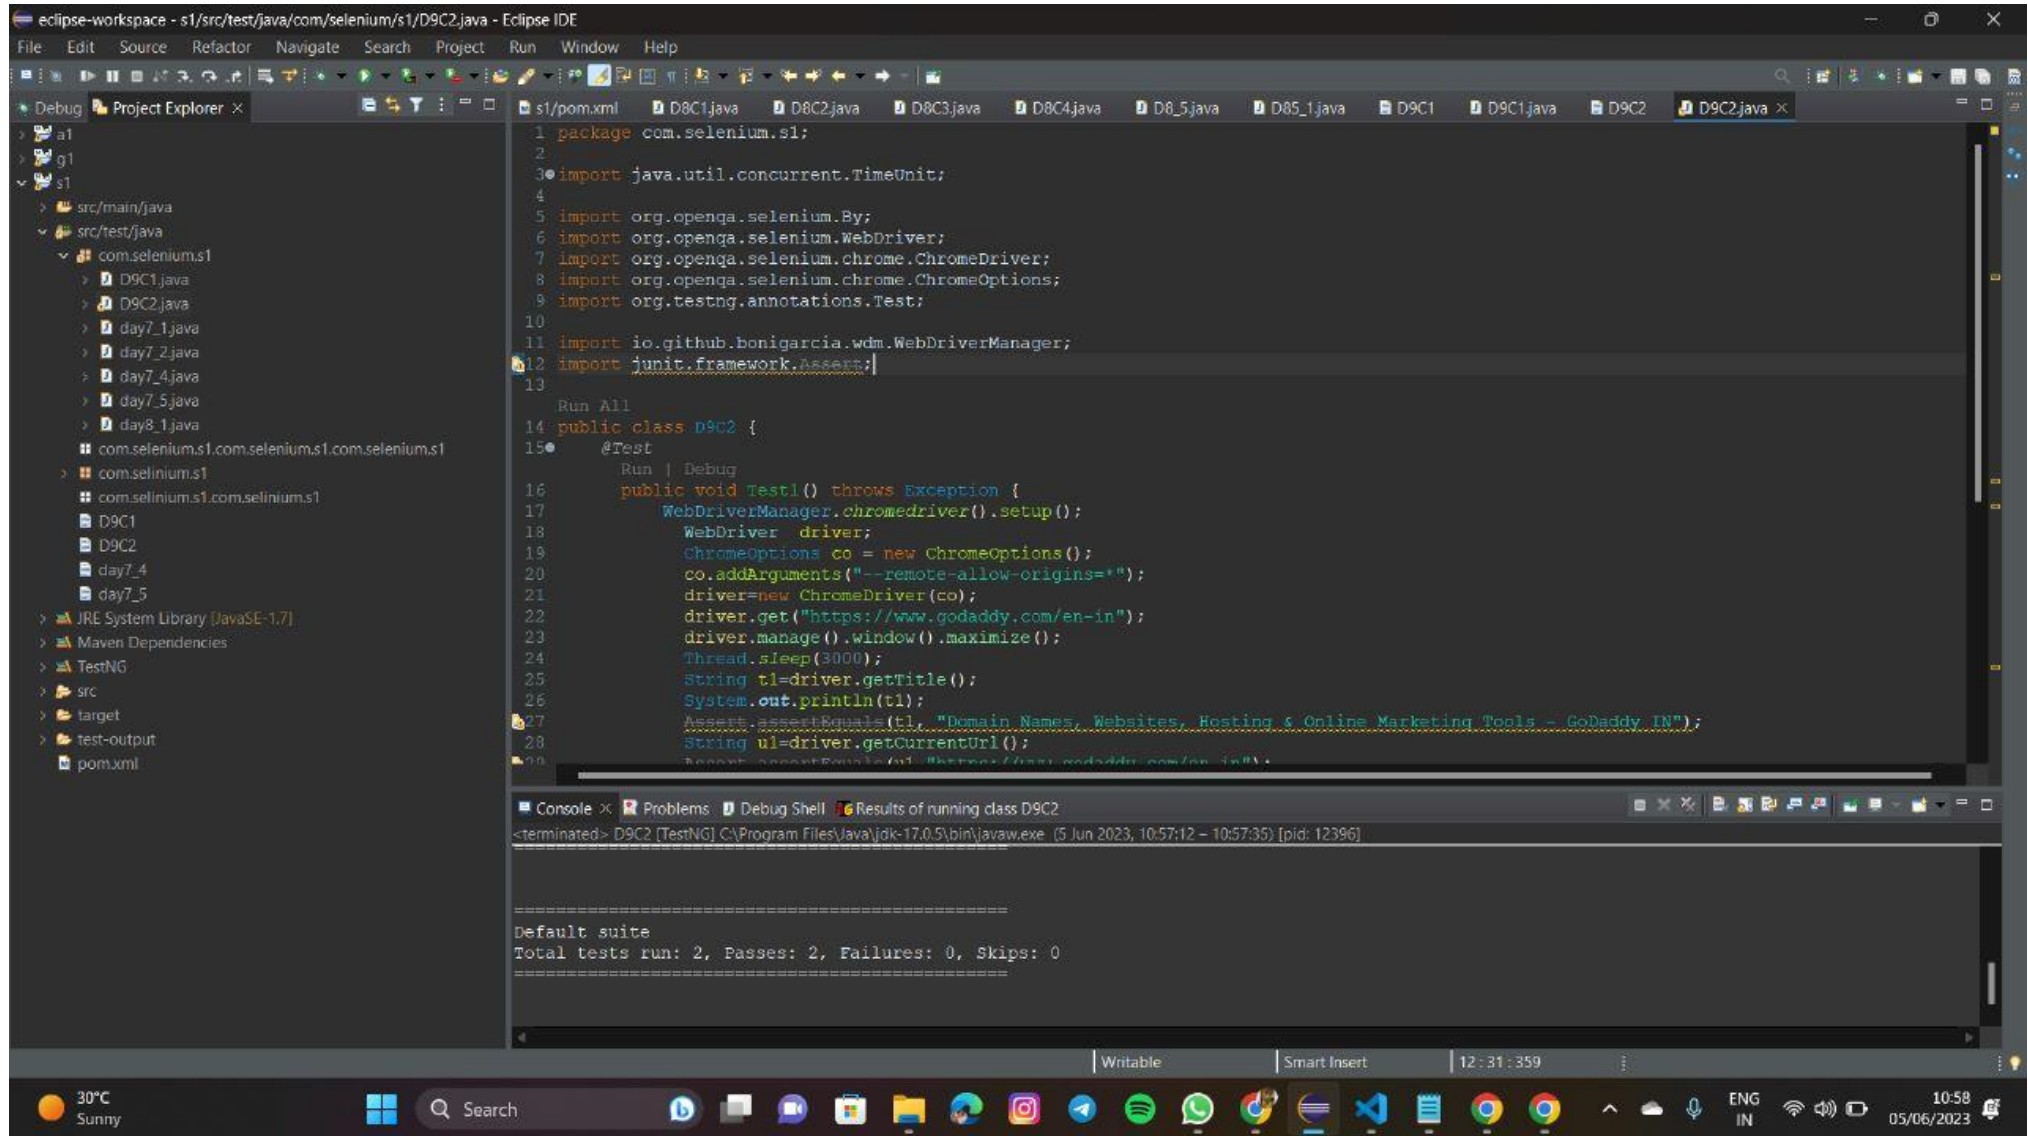 eclipse-workspace - s1/src/test/java/com/selenium/s1/D9C2.java - Eclipse IDE
File Edit Source Refactor Navigate Search Project Run Window Help
Debug Project Explorer
s1/pom.xml D8C1.java D8C2.java D8C3.java D8C4.java D8_5.java D85_1.java D9C1 D9C1.java D9C2 D9C2.java
a1
g1
s1
src/main/java
src/test/java
com.selenium.s1
D9C1.java
D9C2.java
day7_1.java
day7_2.java
day7_4.java
day7_5.java
day8_1.java
com.selenium.s1.com.selenium.s1.com.selenium.s1
com.selinium.s1
com.selinium.s1.com.selinium.s1
D9C1
D9C2
day7_4
day7_5
JRE System Library [JavaSE-1.7]
Maven Dependencies
TestNG
src
target
test-output
pom.xml
1 package com.selenium.s1;
2
3 import java.util.concurrent.TimeUnit;
4
5 import org.openqa.selenium.By;
6 import org.openqa.selenium.WebDriver;
7 import org.openqa.selenium.chrome.ChromeDriver;
8 import org.openqa.selenium.chrome.ChromeOptions;
9 import org.testng.annotations.Test;
10
11 import io.github.bonigarcia.wdm.WebDriverManager;
12 import junit.framework.Assert;
13
Run All
14 public class D9C2 {
15 @Test
Run | Debug
16 public void Test1() throws Exception {
17 WebDriverManager.chromedriver().setup();
18 WebDriver driver;
19 ChromeOptions co = new ChromeOptions();
20 co.addArguments("--remote-allow-origins=*");
21 driver=new ChromeDriver(co);
22 driver.get("https://www.godaddy.com/en-in");
23 driver.manage().window().maximize();
24 Thread.sleep(3000);
25 String t1=driver.getTitle();
26 System.out.println(t1);
27 Assert.assertEquals(t1, "Domain Names, Websites, Hosting & Online Marketing Tools - GoDaddy IN");
28 String u1=driver.getCurrentUrl();
29 Assert.assertEquals(u1,"https://www.godaddy.com/en-in");
Console Problems Debug Shell Results of running class D9C2
<terminated> D9C2 [TestNG] C:\Program Files\Java\jdk-17.0.5\bin\javaw.exe (5 Jun 2023, 10:57:12 – 10:57:35) [pid: 12396]
===============================================
===============================================
Default suite
Total tests run: 2, Passes: 2, Failures: 0, Skips: 0
===============================================
Writable Smart Insert 12 : 31 : 359
30°C
Sunny
Search
ENG
IN
10:58
05/06/2023